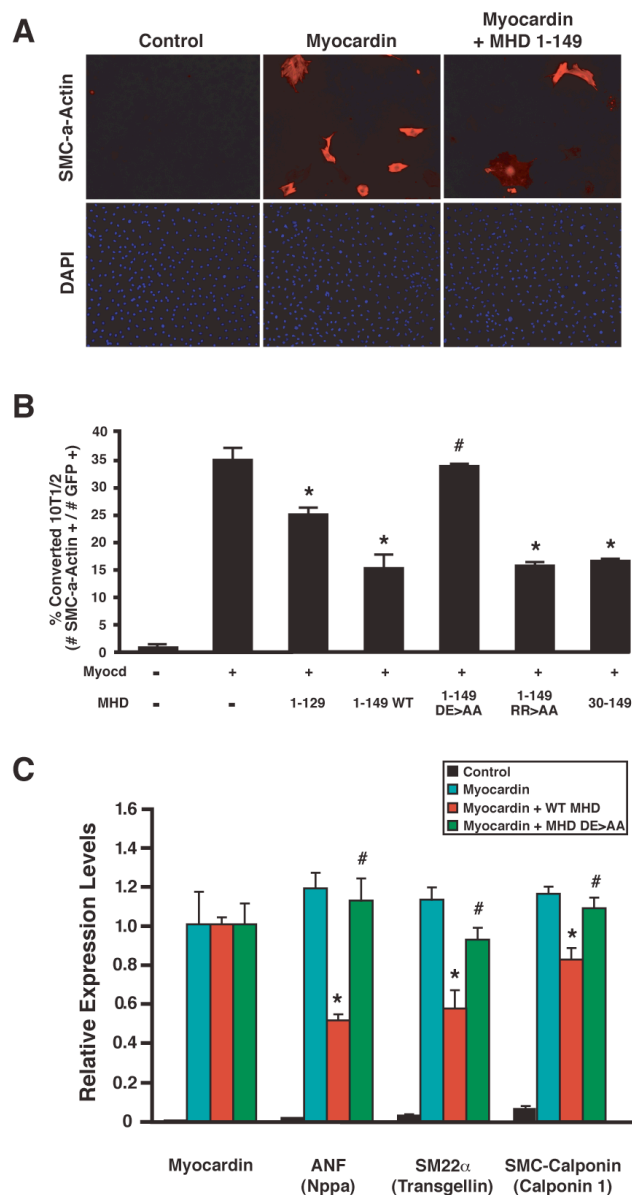 A
Control
Myocardin
Myocardin
+ MHD 1-149
SMC-a-Actin
DAPI
B
% Converted 10T1/2
(# SMC-a-Actin + / # GFP +)
40
35
30
25
20
15
10
5
0
*
*
#
*
*
Myocd - + + + + + +
MHD - - 1-129 1-149 WT 1-149 1-149 30-149
DE>AA RR>AA
C
Control
Myocardin
Myocardin + WT MHD
Myocardin + MHD DE>AA
Relative Expression Levels
1.6
1.4
1.2
1.0
0.8
0.6
0.4
0.2
0
*
#
*
#
*
#
Myocardin
ANF
(Nppa)
SM22α
(Transgellin)
SMC-Calponin
(Calponin 1)